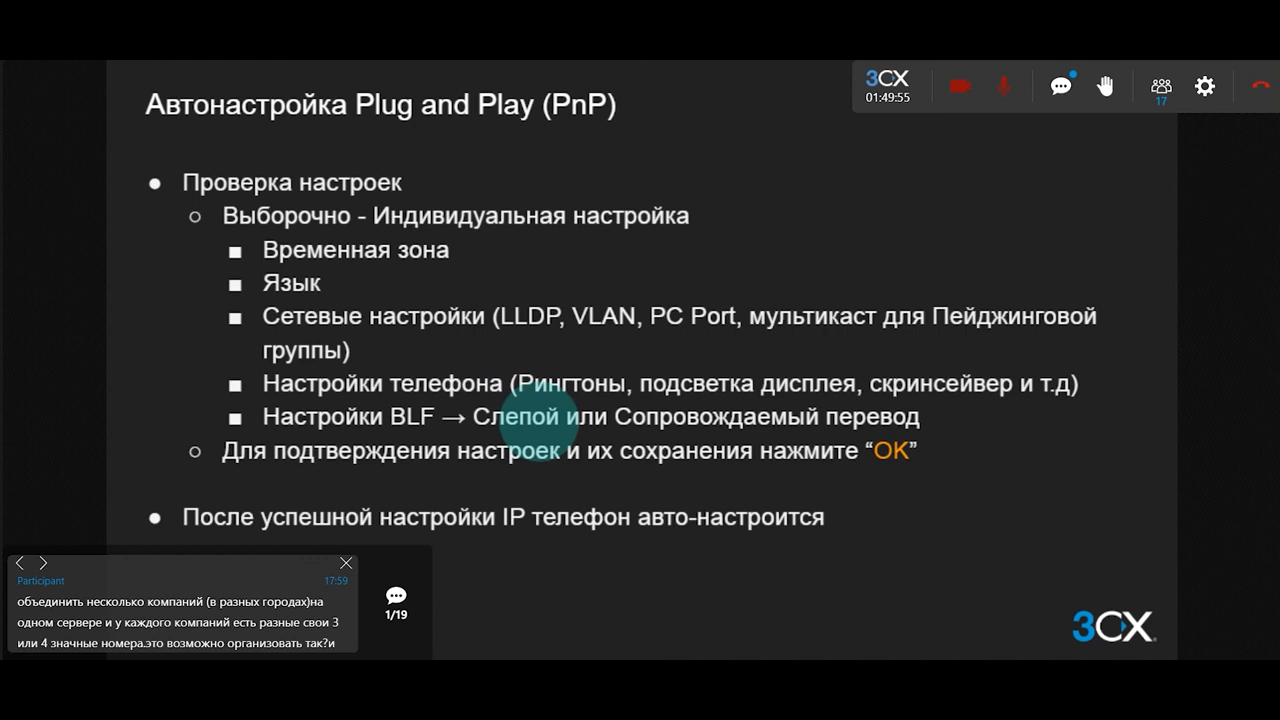 Автонастройка Plug and Play (PnP)
3CX
01:49:55
17
● Проверка настроек
○ Выборочно - Индивидуальная настройка
■ Временная зона
■ Язык
■ Сетевые настройки (LLDP, VLAN, PC Port, мультикаст для Пейджинговой
группы)
■ Настройки телефона (Рингтоны, подсветка дисплея, скринсейвер и т.д)
■ Настройки BLF → Слепой или Сопровождаемый перевод
○ Для подтверждения настроек и их сохранения нажмите “OK”
● После успешной настройки IP телефон авто-настроится
Participant 17:59
объединить несколько компаний (в разных городах)на
одном сервере и у каждого компаний есть разные свои 3
или 4 значные номера.это возможно организовать так?и
1/19
3CX